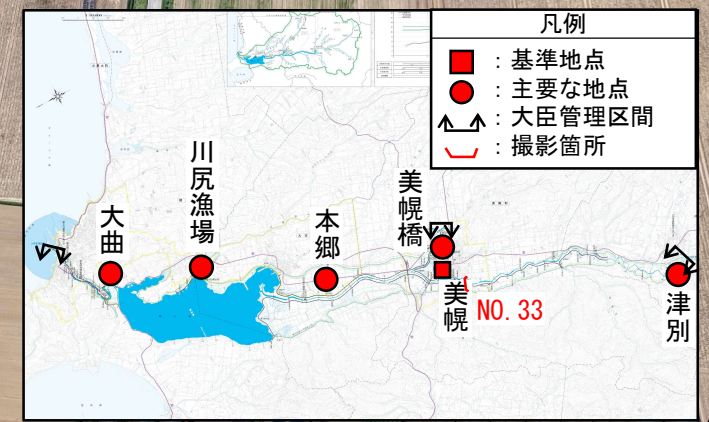 凡例
：基準地点
：主要な地点
：大臣管理区間
：撮影箇所
大曲
川尻漁場
本郷
美幌橋
美幌
NO. 33
津別